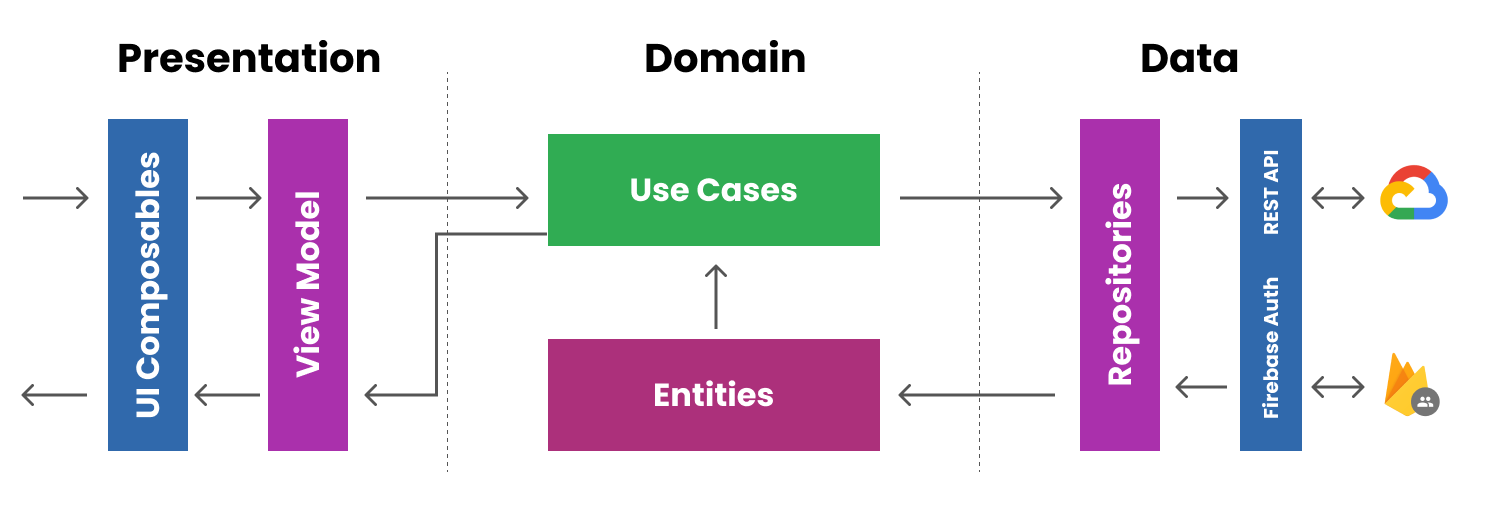 Presentation
Domain
Data
UI Composables
View Model
Use Cases
Entities
Repositories
REST API
Firebase Auth